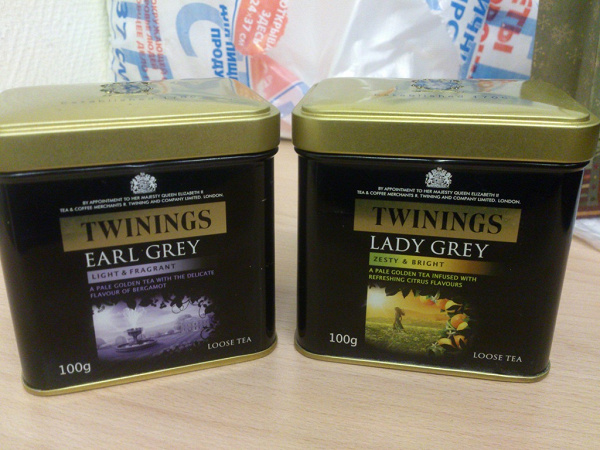 BY APPOINTMENT TO HER MAJESTY QUEEN ELIZABETH II
TEA & COFFEE MERCHANTS R. TWINING AND COMPANY LIMITED, LONDON.
TWININGS
EARL GREY
LIGHT & FRAGRANT
A PALE GOLDEN TEA WITH THE DELICATE
FLAVOUR OF BERGAMOT
100g
LOOSE TEA
BY APPOINTMENT TO HER MAJESTY QUEEN ELIZABETH II
TEA & COFFEE MERCHANTS R. TWINING AND COMPANY LIMITED, LONDON.
TWININGS
LADY GREY
ZESTY & BRIGHT
A PALE GOLDEN TEA INFUSED WITH
REFRESHING CITRUS FLAVOURS
100g
LOOSE TEA